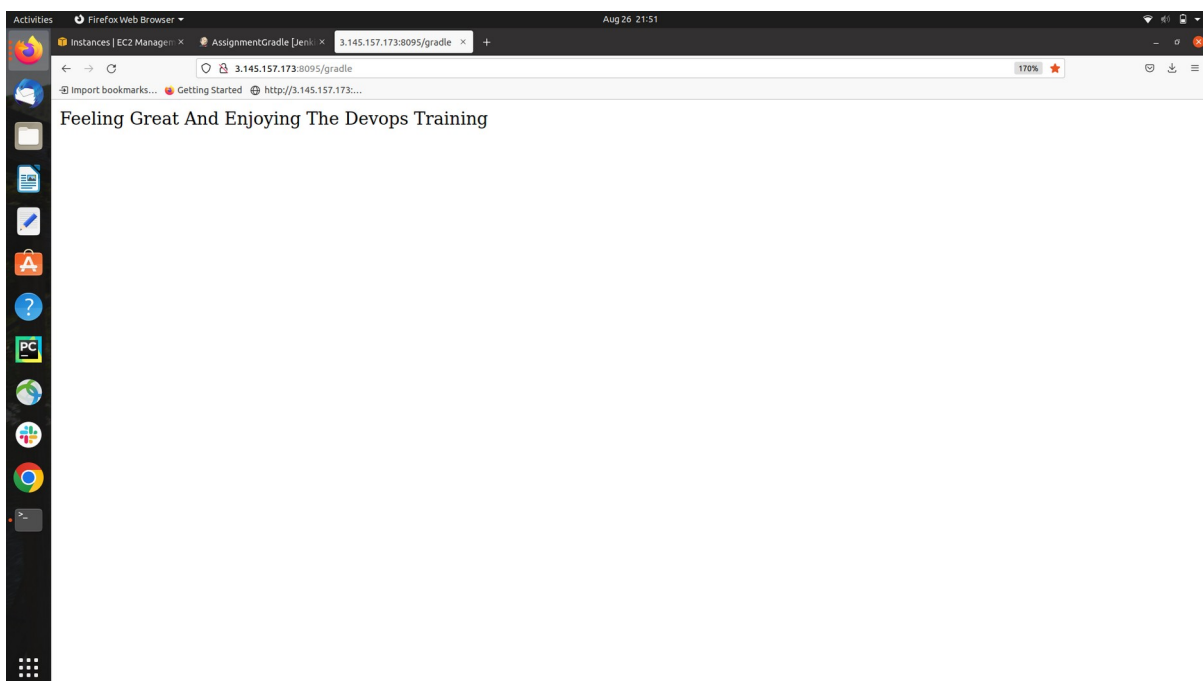 Activities
Firefox Web Browser
Aug 26 21:51
Instances | EC2 Managem
AssignmentGradle [Jenki
3.145.157.173:8095/gradle
3.145.157.173:8095/gradle
170%
Import bookmarks...
Getting Started
http://3.145.157.173:...
Feeling Great And Enjoying The Devops Training
PC